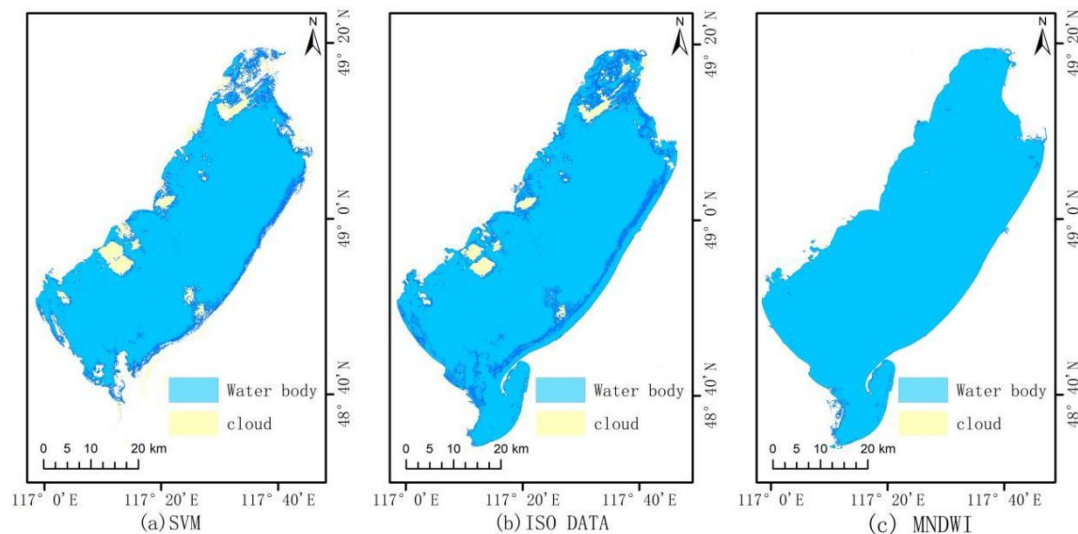 N
49° 20' N
49° 0' N
48° 40' N
Water body
cloud
0 5 10 20 km
117° 0' E 117° 20' E 117° 40' E
(a)SVM
N
49° 20' N
49° 0' N
48° 40' N
Water body
cloud
0 5 10 20 km
117° 0' E 117° 20' E 117° 40' E
(b)ISO DATA
N
49° 20' N
49° 0' N
48° 40' N
Water body
cloud
0 5 10 20 km
117° 0' E 117° 20' E 117° 40' E
(c) MNDWI